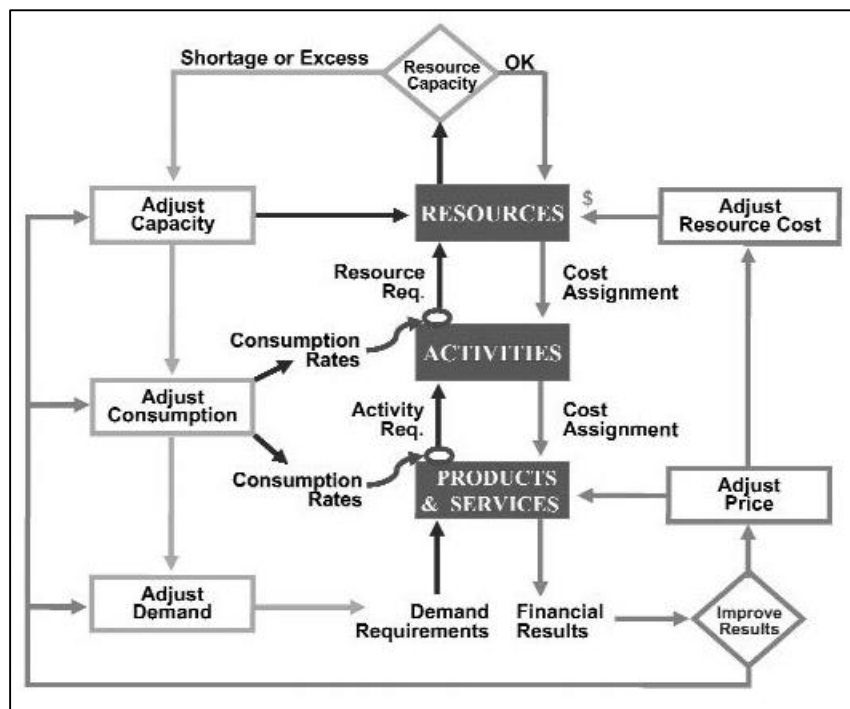 Shortage or Excess
Resource
Capacity
OK
Adjust
Capacity
RESOURCES
$
Adjust
Resource Cost
Resource
Req.
Cost
Assignment
Consumption
Rates
ACTIVITIES
Adjust
Consumption
Activity
Req.
Cost
Assignment
Consumption
Rates
PRODUCTS
& SERVICES
Adjust
Price
Adjust
Demand
Demand
Requirements
Financial
Results
Improve
Results